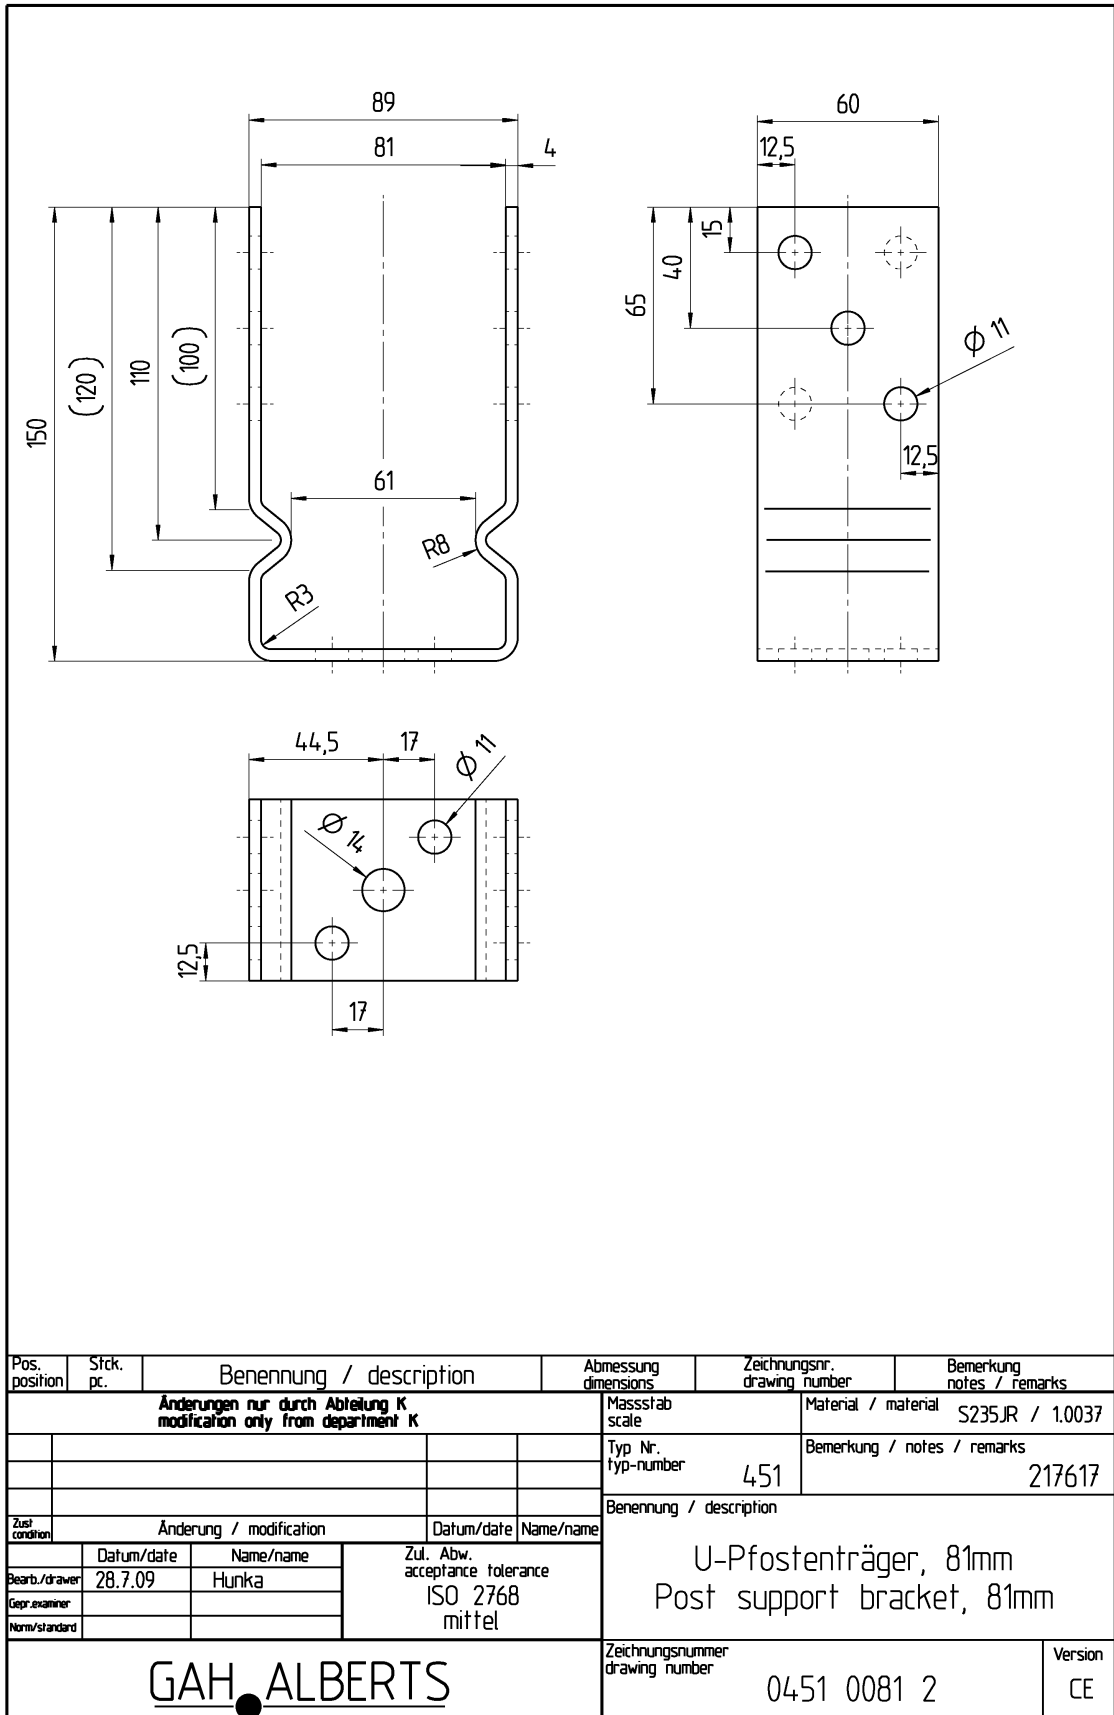 89
81
4
60
12,5
15
40
65
Ø 11
12,5
(100)
110
(120)
150
61
R8
R3
44,5
17
Ø 11
Ø 14
12,5
17
Pos.
position
Stck.
pc.
Benennung / description
Abmessung
dimensions
Zeichnungsnr.
drawing number
Bemerkung
notes / remarks
Änderungen nur durch Abteilung K
modification only from department K
Massstab
scale
Material / material
S235JR / 1.0037
Typ Nr.
typ-number
451
Bemerkung / notes / remarks
217617
Zust
condition
Änderung / modification
Datum/date
Name/name
Benennung / description
U-Pfostenträger, 81mm
Post support bracket, 81mm
Datum/date
Name/name
Bearb./drawer
28.7.09
Hunka
Gepr.examiner
Norm/standard
Zul. Abw.
acceptance tolerance
ISO 2768
mittel
GAH ALBERTS
Zeichnungsnummer
drawing number
0451 0081 2
Version
CE